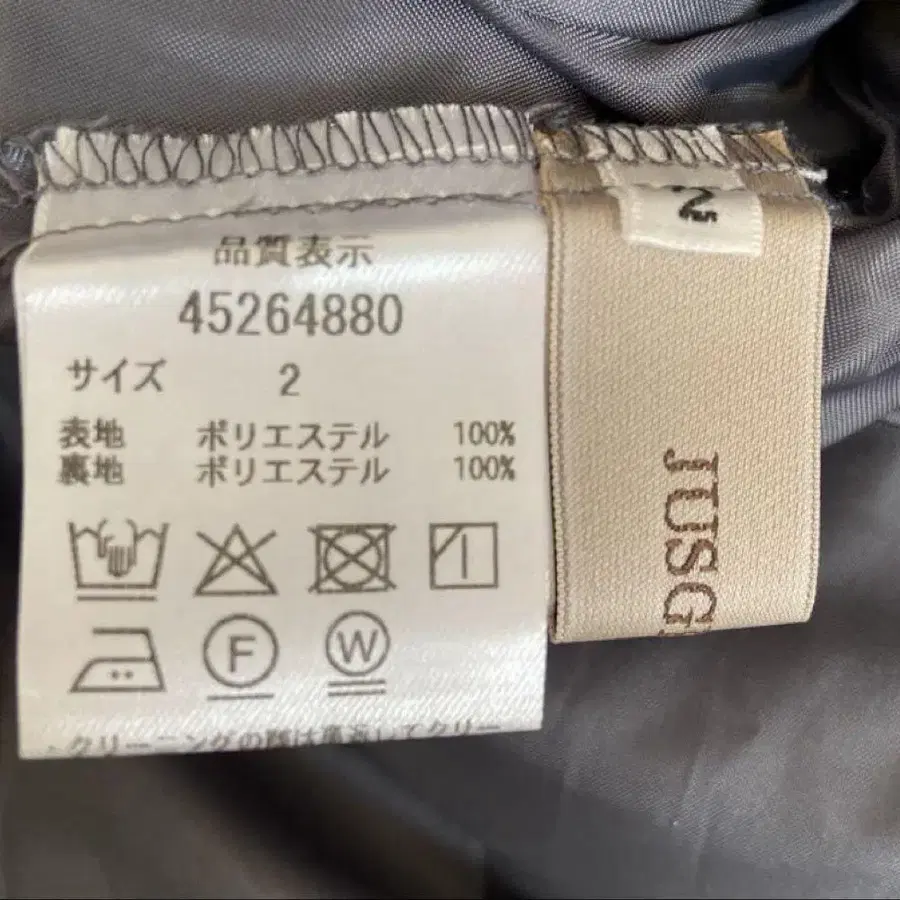 品質表示
45264880
サイズ 2
表地 ポリエステル 100%
裏地 ポリエステル 100%
F W
2
JUSG